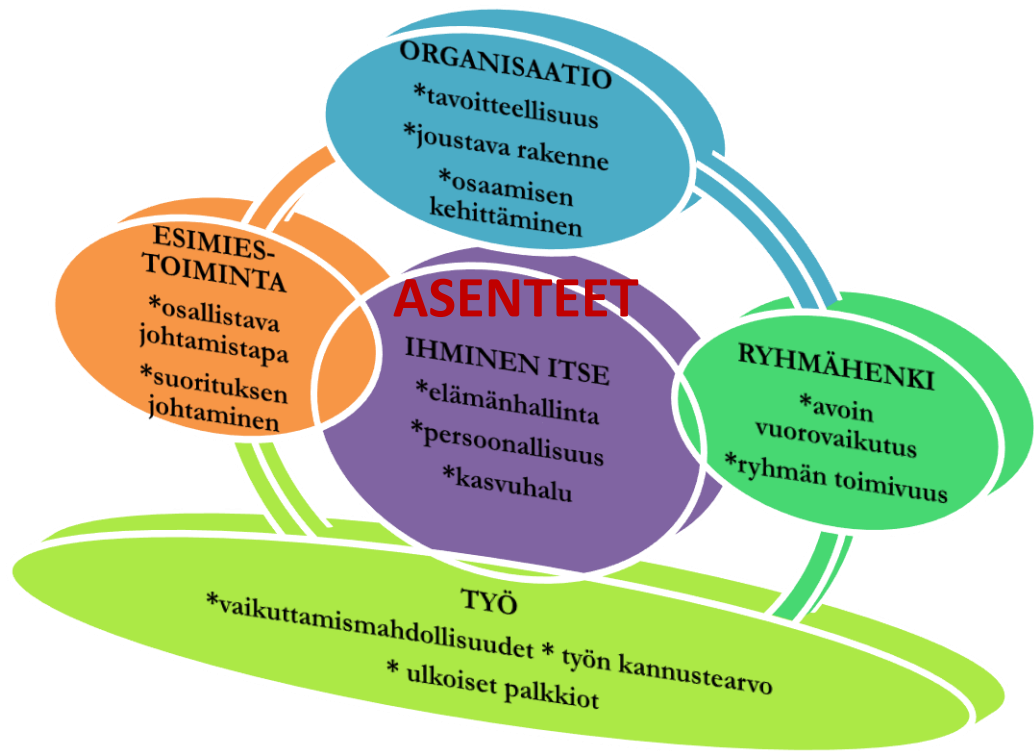 ORGANISAATIO
*tavoitteellisuus
*joustava rakenne
*osaamisen
kehittäminen
ESIMIES-
TOIMINTA
*osallistava
johtamistapa
*suorituksen
johtaminen
ASENTEET
IHMINEN ITSE
*elämänhallinta
*persoonallisuus
*kasvuhalu
RYHMÄHENKI
*avoin
vuorovaikutus
*ryhmän toimivuus
TYÖ
*vaikuttamismahdollisuudet * työn kannustearvo
* ulkoiset palkkiot